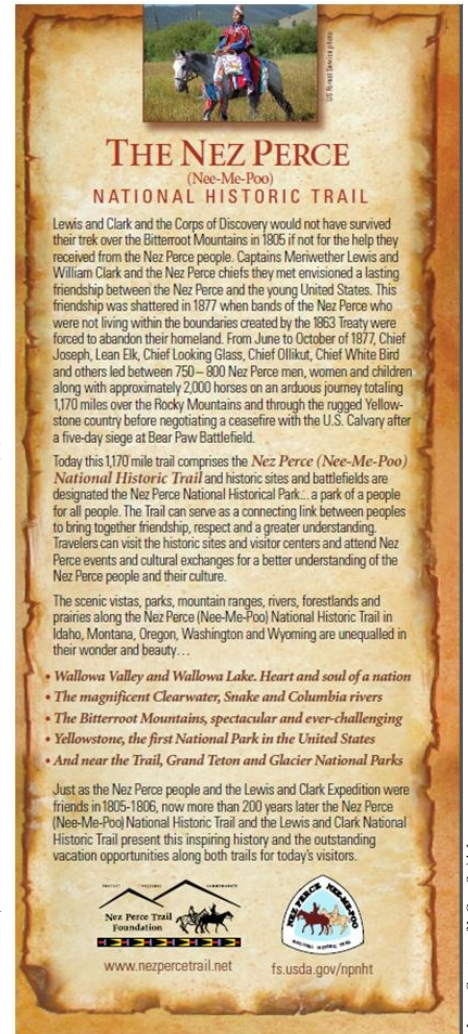 US Forest Service photo
THE NEZ PERCE
(Nee-Me-Poo)
NATIONAL HISTORIC TRAIL
Lewis and Clark and the Corps of Discovery would not have survived
their trek over the Bitterroot Mountains in 1805 if not for the help they
received from the Nez Perce people. Captains Meriwether Lewis and
William Clark and the Nez Perce chiefs they met envisioned a lasting
friendship between the Nez Perce and the young United States. This
friendship was shattered in 1877 when bands of the Nez Perce who
were not living within the boundaries created by the 1863 Treaty were
forced to abandon their homeland. From June to October of 1877, Chief
Joseph, Lean Elk, Chief Looking Glass, Chief Ollikut, Chief White Bird
and others led between 750 – 800 Nez Perce men, women and children
along with approximately 2,000 horses on an arduous journey totaling
1,170 miles over the Rocky Mountains and through the rugged Yellow-
stone country before negotiating a ceasefire with the U.S. Calvary after
a five-day siege at Bear Paw Battlefield.
Today this 1,170 mile trail comprises the Nez Perce (Nee-Me-Poo)
National Historic Trail and historic sites and battlefields are
designated the Nez Perce National Historical Park... a park of a people
for all people. The Trail can serve as a connecting link between peoples
to bring together friendship, respect and a greater understanding.
Travelers can visit the historic sites and visitor centers and attend Nez
Perce events and cultural exchanges for a better understanding of the
Nez Perce people and their culture.
The scenic vistas, parks, mountain ranges, rivers, forestlands and
prairies along the Nez Perce (Nee-Me-Poo) National Historic Trail in
Idaho, Montana, Oregon, Washington and Wyoming are unequalled in
their wonder and beauty…
• Wallowa Valley and Wallowa Lake. Heart and soul of a nation
• The magnificent Clearwater, Snake and Columbia rivers
• The Bitterroot Mountains, spectacular and ever-challenging
• Yellowstone, the first National Park in the United States
• And near the Trail, Grand Teton and Glacier National Parks
Just as the Nez Perce people and the Lewis and Clark Expedition were
friends in 1805-1806, now more than 200 years later the Nez Perce
(Nee-Me-Poo) National Historic Trail and the Lewis and Clark National
Historic Trail present this inspiring history and the outstanding
vacation opportunities along both trails for today's visitors.
Nez Perce Trail
Foundation
www.nezpercetrail.net
NEZ PERCE NEE-ME-POO
NATIONAL HISTORIC TRAIL
fs.usda.gov/npnht